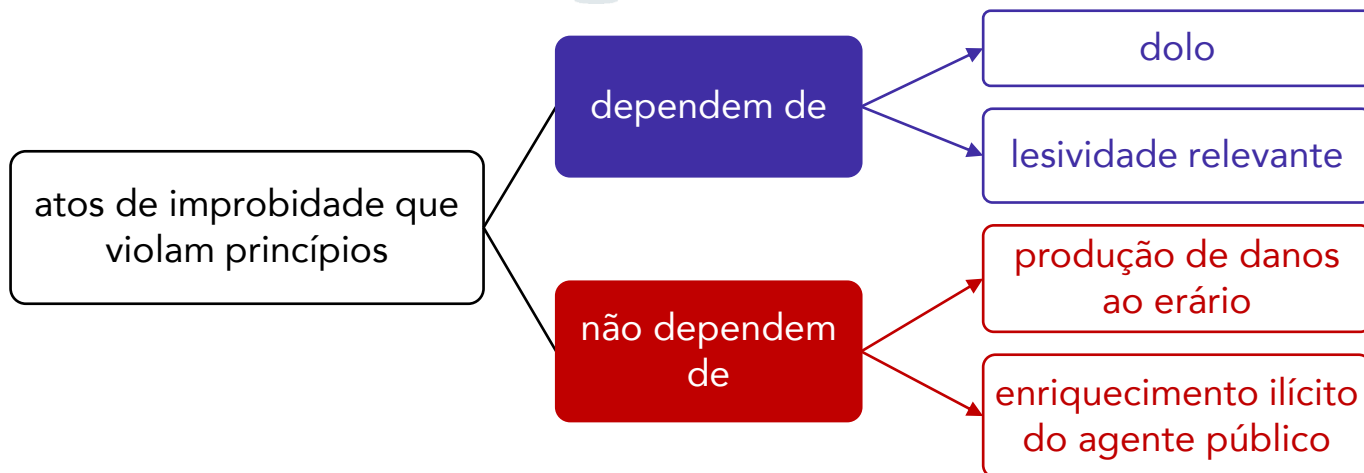 atos de improbidade que
violam princípios
dependem de
dolo
lesividade relevante
não dependem
de
produção de danos
ao erário
enriquecimento ilícito
do agente público